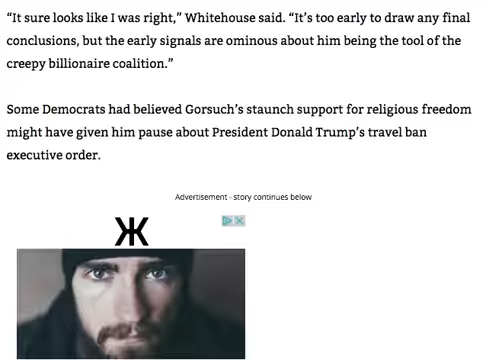 “It sure looks like I was right,” Whitehouse said. “It’s too early to draw any final
conclusions, but the early signals are ominous about him being the tool of the
creepy billionaire coalition.”
Some Democrats had believed Gorsuch’s staunch support for religious freedom
might have given him pause about President Donald Trump’s travel ban
executive order.
Advertisement - story continues below
Ж